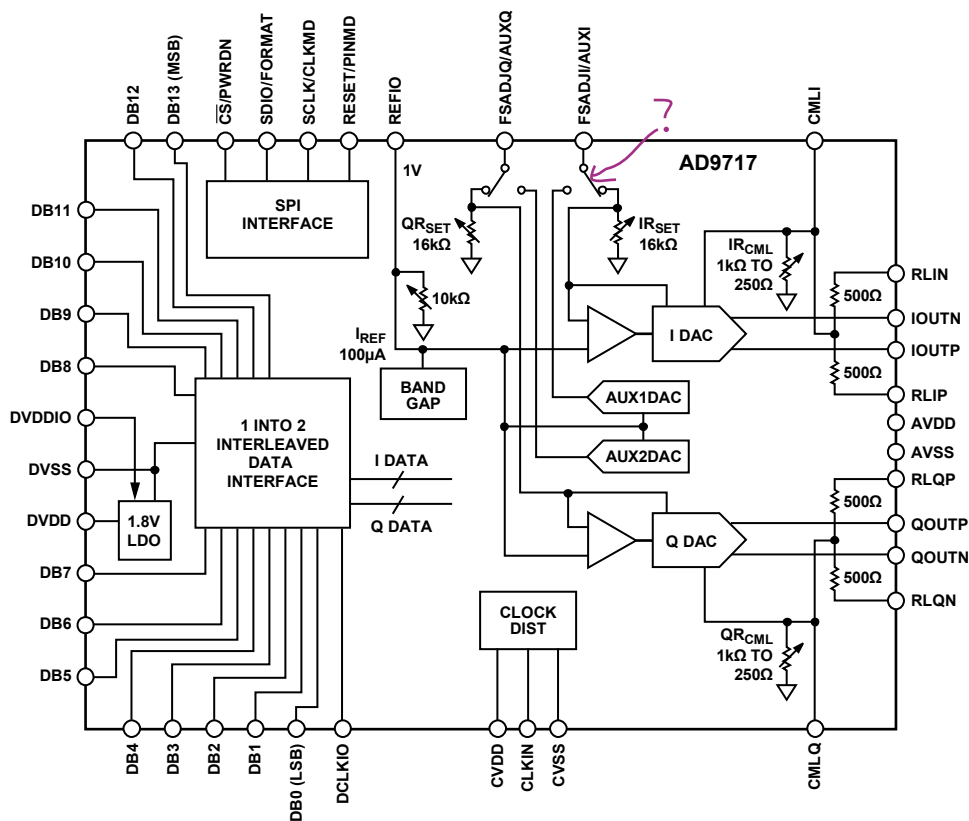 DB12
DB13 (MSB)
CS/PWRDN
SDIO/FORMAT
SCLK/CLKMD
RESET/PINMD
REFIO
FSADJQ/AUXQ
FSADJI/AUXI
CMLI
?
AD9717
1V
SPI
INTERFACE
QRSET
16kΩ
IRSET
16kΩ
IRCML
1kΩ TO
250Ω
10kΩ
IREF
100µA
BAND
GAP
I DAC
AUX1DAC
AUX2DAC
Q DAC
500Ω
500Ω
500Ω
500Ω
DB11
DB10
DB9
DB8
DVDDIO
DVSS
DVDD
DB7
DB6
DB5
1 INTO 2
INTERLEAVED
DATA
INTERFACE
I DATA
Q DATA
1.8V
LDO
CLOCK
DIST
QRCML
1kΩ TO
250Ω
RLIN
IOUTN
IOUTP
RLIP
AVDD
AVSS
RLQP
QOUTP
QOUTN
RLQN
DB4
DB3
DB2
DB1
DB0 (LSB)
DCLKIO
CVDD
CLKIN
CVSS
CMLQ